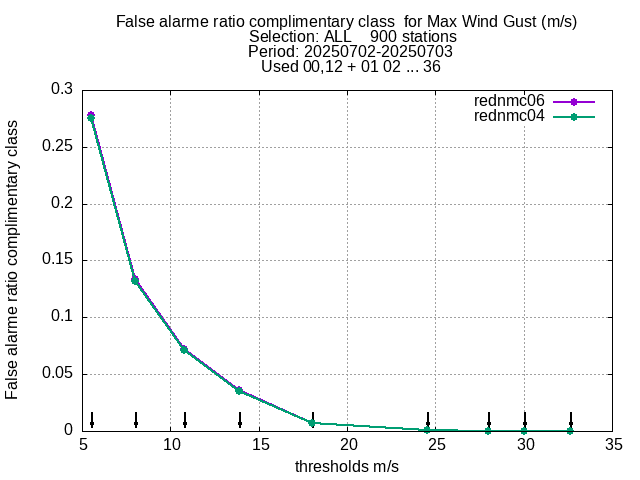 False alarme ratio complimentary class  for Max Wind Gust (m/s)
Selection: ALL    900 stations
Period: 20250702-20250703
Used 00,12 + 01 02 ... 36
rednmc06
rednmc04
False alarme ratio complimentary class
0.3
0.25
0.2
0.15
0.1
0.05
0
5 10 15 20 25 30 35
thresholds m/s